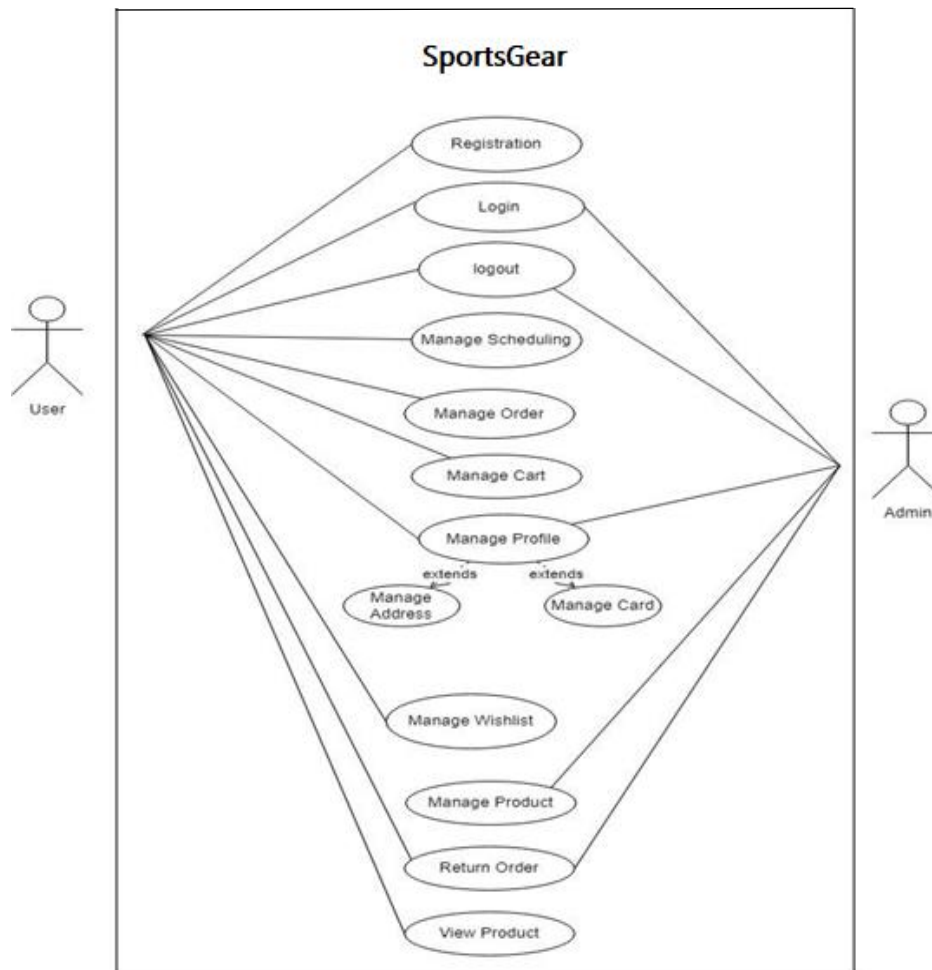 SportsGear
Registration
Login
logout
Manage Scheduling
User
Manage Order
Manage Cart
Admin
Manage Profile
extends
extends
Manage
Address
Manage Card
Manage Wishlist
Manage Product
Return Order
View Product